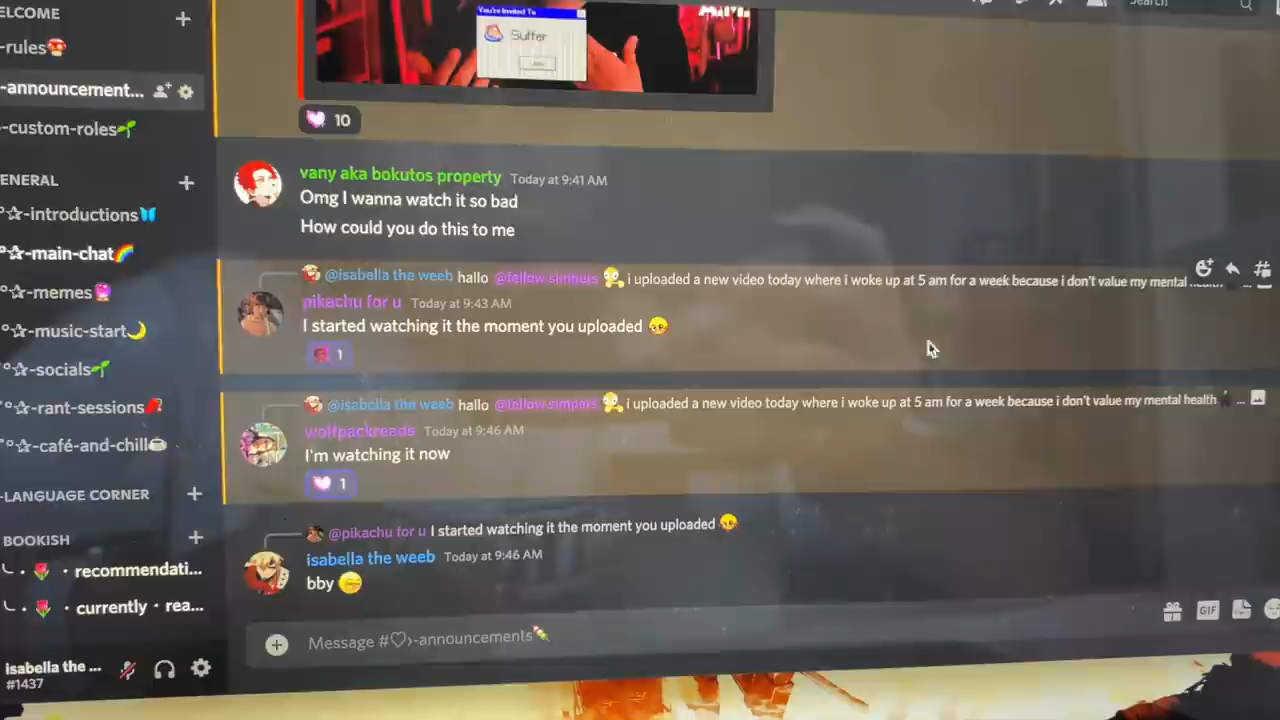 ELCOME
Search
-rules
-announcement...
-custom-roles
You're Invited To
Suffer
10
ENERAL
-introductions
-main-chat
-memes
-music-start
-socials
-rant-sessions
-café-and-chill
-LANGUAGE CORNER
BOOKISH
• recommendati...
• currently • rea...
isabella the ...
#1437
vany aka bokutos property Today at 9:41 AM
Omg I wanna watch it so bad
How could you do this to me
@isabella the weeb hallo @fellow simpers i uploaded a new video today where i woke up at 5 am for a week because i don't value my mental health ...
pikachu for u Today at 9:43 AM
I started watching it the moment you uploaded
1
@isabella the weeb hallo @fellow simpers i uploaded a new video today where i woke up at 5 am for a week because i don't value my mental health ...
wolfpackreads Today at 9:46 AM
I'm watching it now
1
@pikachu for u I started watching it the moment you uploaded
isabella the weeb Today at 9:46 AM
bby
Message #♡›-announcements
GIF